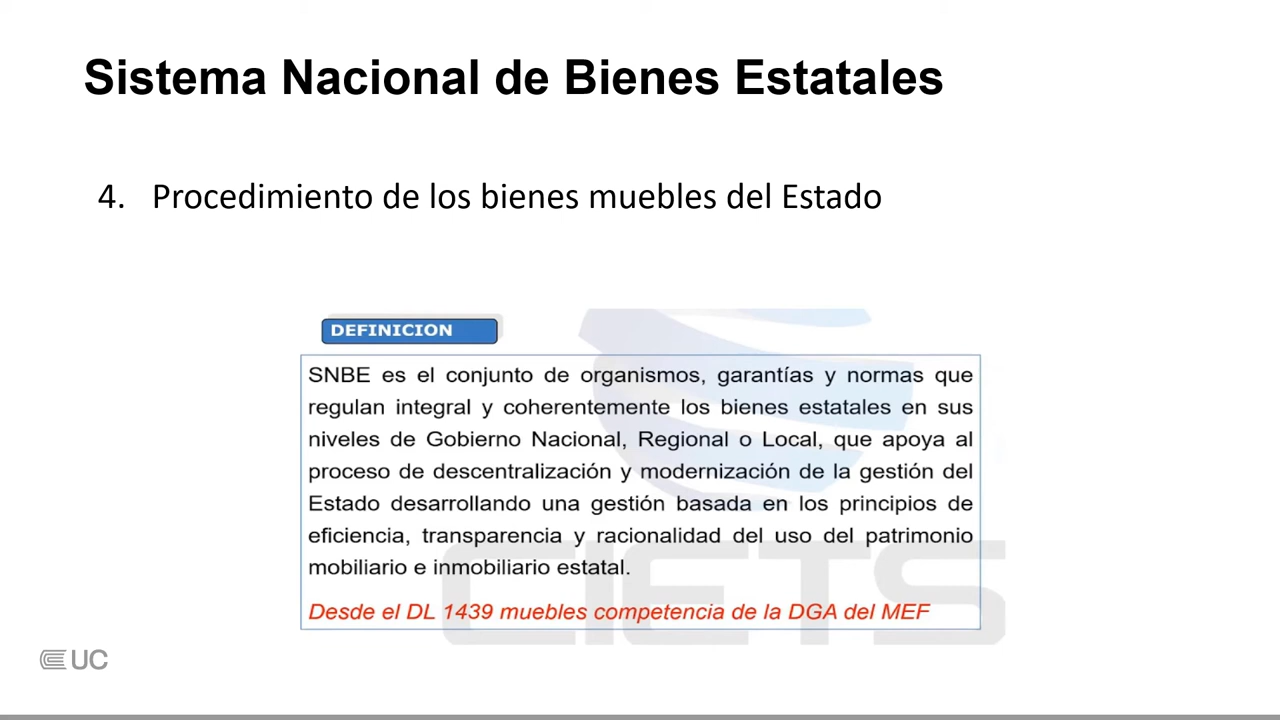 Sistema Nacional de Bienes Estatales
4. Procedimiento de los bienes muebles del Estado
DEFINICION
SNBE es el conjunto de organismos, garantías y normas que
regulan integral y coherentemente los bienes estatales en sus
niveles de Gobierno Nacional, Regional o Local, que apoya al
proceso de descentralización y modernización de la gestión del
Estado desarrollando una gestión basada en los principios de
eficiencia, transparencia y racionalidad del uso del patrimonio
mobiliario e inmobiliario estatal.
Desde el DL 1439 muebles competencia de la DGA del MEF
CIETS
UC